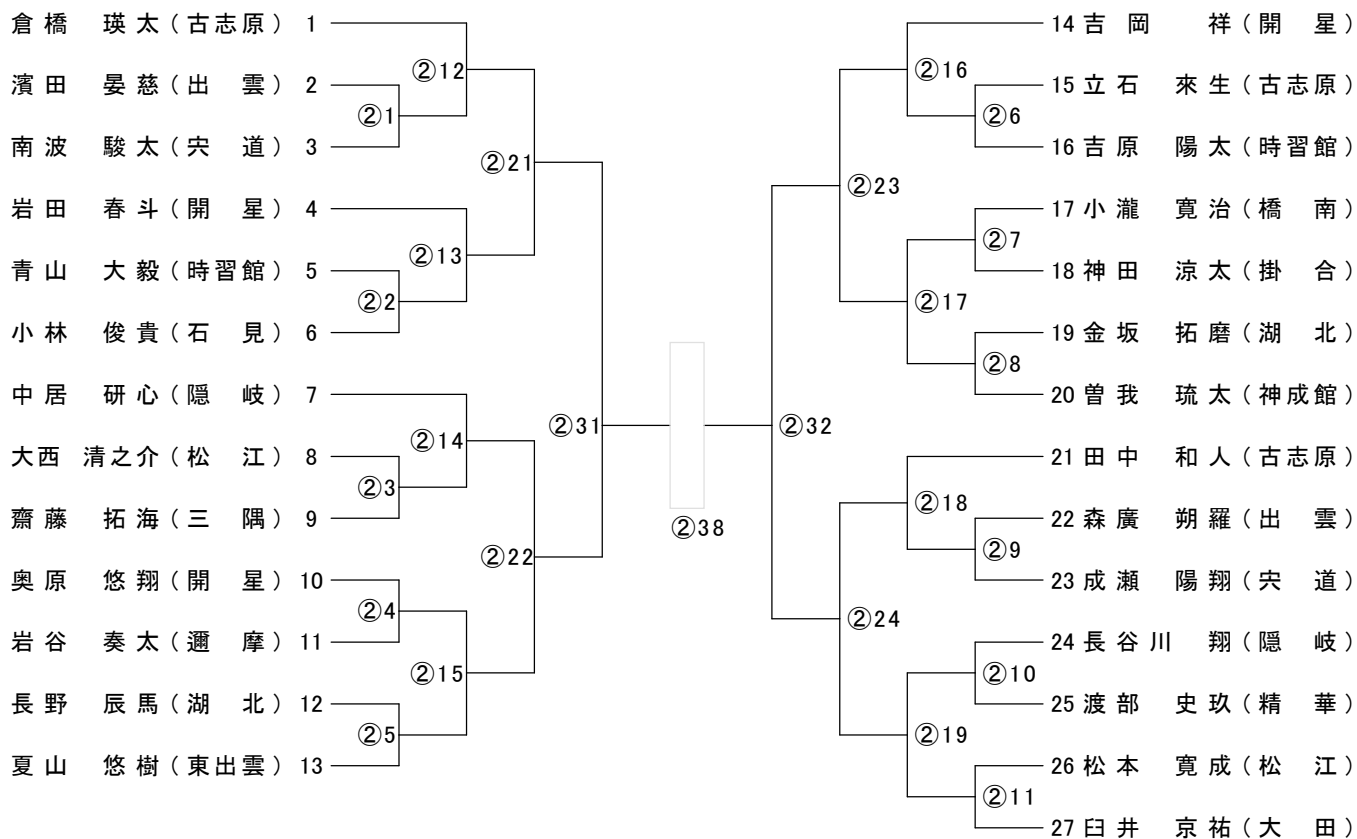 倉橋 瑛太(古志原) 1
②12
濱田 晏慈(出雲) 2
②1
南波 駿太(宍道) 3
②21
岩田 春斗(開星) 4
②13
青山 大毅(時習館) 5
②2
小林 俊貴(石見) 6
中居 研心(隠岐) 7
②31
②14
大西 清之介(松江) 8
②3
齋藤 拓海(三隅) 9
②22
奥原 悠翔(開星) 10
②4
岩谷 奏太(邇摩) 11
②15
長野 辰馬(湖北) 12
②5
夏山 悠樹(東出雲) 13
②38
14 吉岡 祥(開星)
②16
15 立石 來生(古志原)
②6
16 吉原 陽太(時習館)
②23
17 小瀧 寛治(橋南)
②7
18 神田 涼太(掛合)
②17
19 金坂 拓磨(湖北)
②8
20 曽我 琉太(神成館)
②32
21 田中 和人(古志原)
②18
22 森廣 朔羅(出雲)
②9
23 成瀬 陽翔(宍道)
②24
24 長谷川 翔(隠岐)
②10
25 渡部 史玖(精華)
②19
26 松本 寛成(松江)
②11
27 臼井 京祐(大田)